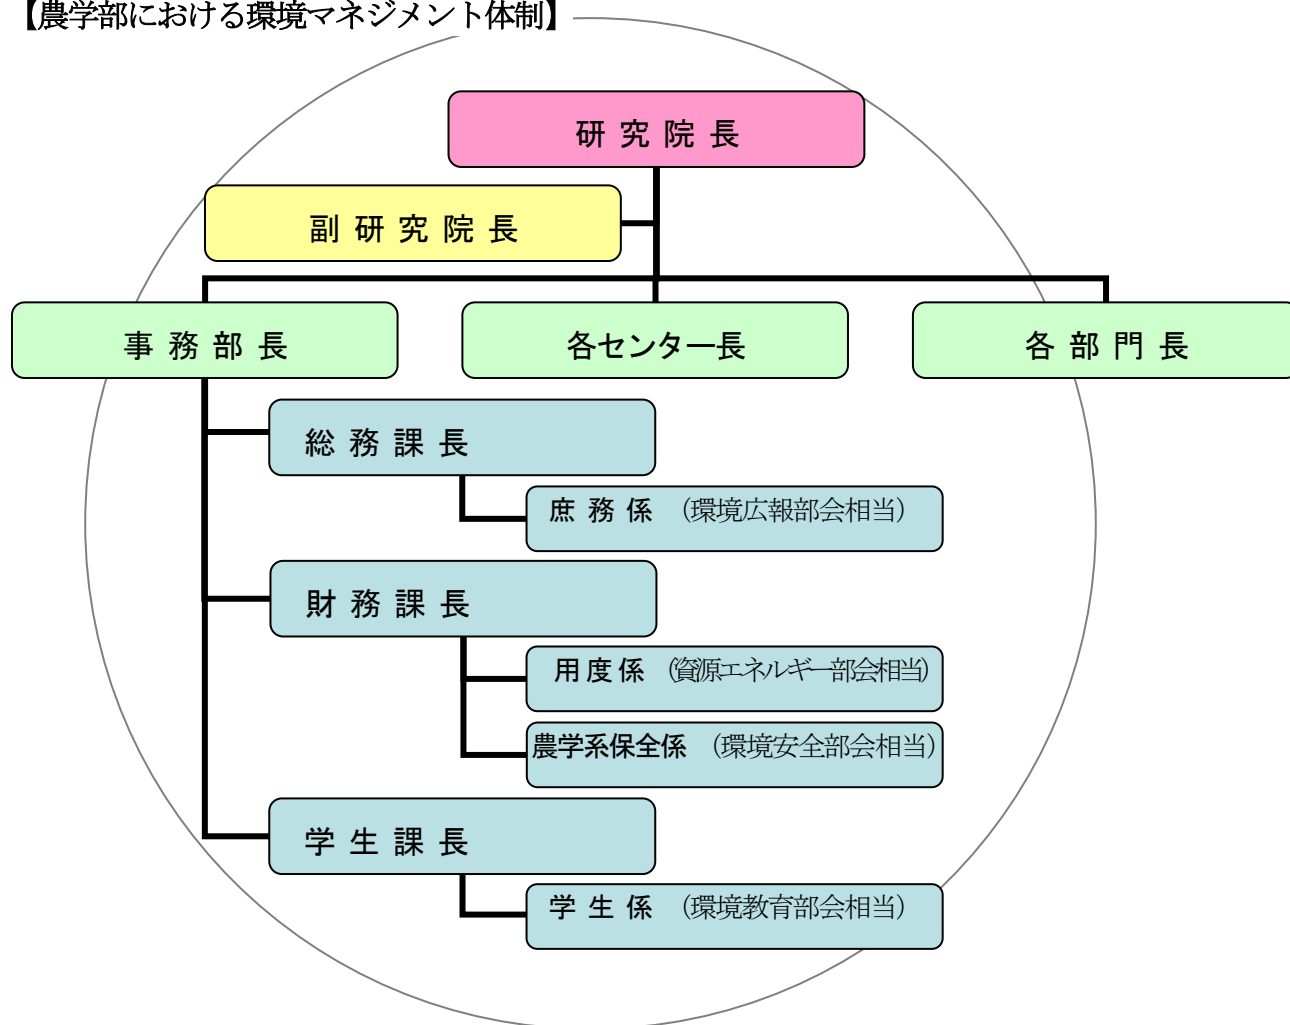 【農学部における環境マネジメント体制】
研究院長
副研究院長
事務部長
各センター長
各部門長
総務課長
庶務係 （環境広報部会相当）
財務課長
用度係 （資源エネルギー部会相当）
農学系保全係 （環境安全部会相当）
学生課長
学生係 （環境教育部会相当）